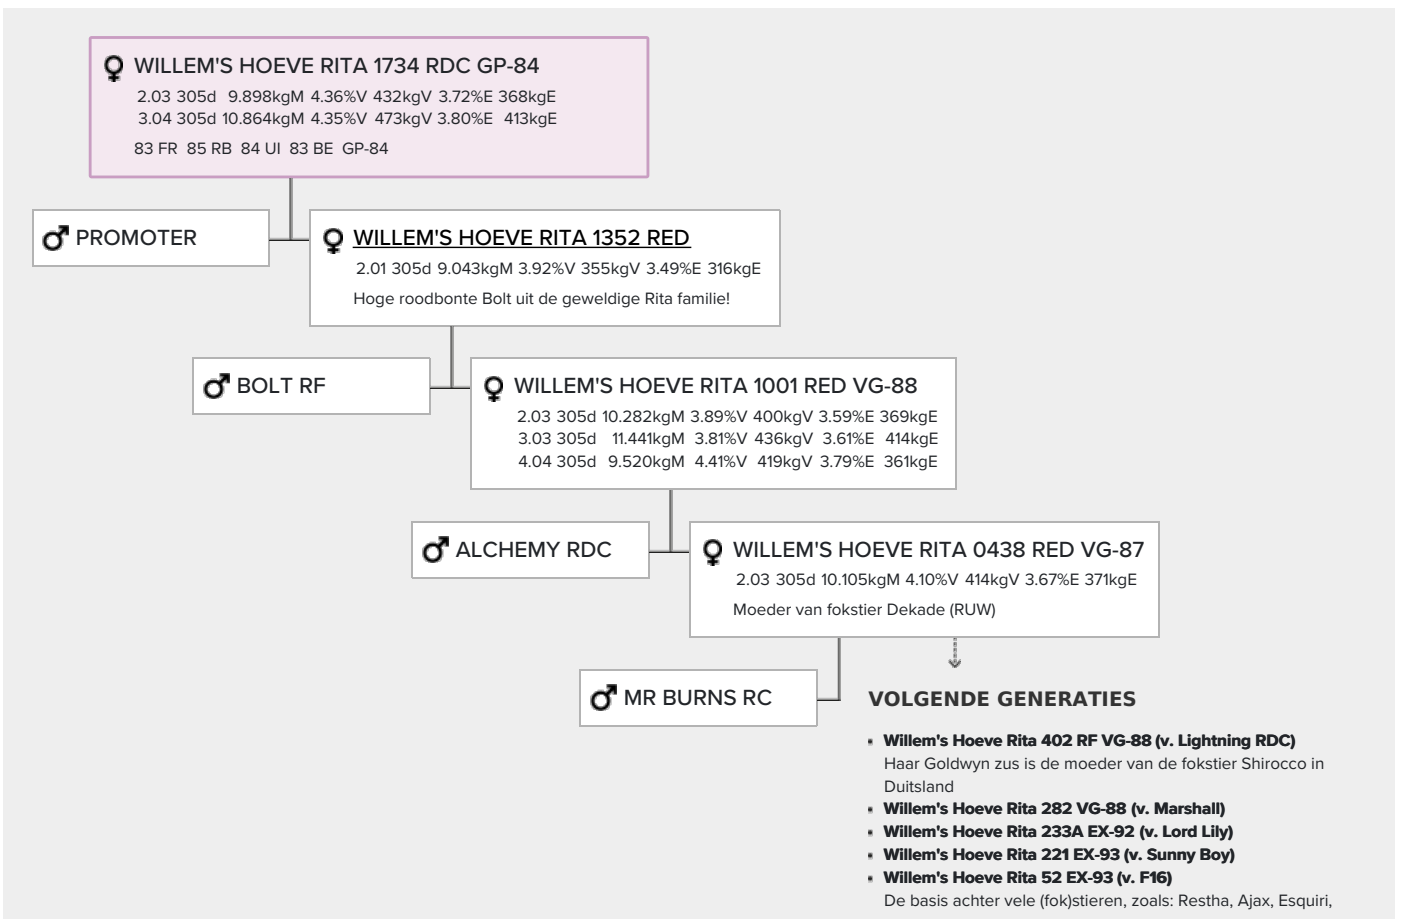 WILLEM'S HOEVE RITA 1734 RDC GP-84
2.03 305d 9.898kgM 4.36%V 432kgV 3.72%E 368kgE
3.04 305d 10.864kgM 4.35%V 473kgV 3.80%E 413kgE
83 FR 85 RB 84 UI 83 BE GP-84
PROMOTER
WILLEM'S HOEVE RITA 1352 RED
2.01 305d 9.043kgM 3.92%V 355kgV 3.49%E 316kgE
Hoge roodbonte Bolt uit de geweldige Rita familie!
BOLT RF
WILLEM'S HOEVE RITA 1001 RED VG-88
2.03 305d 10.282kgM 3.89%V 400kgV 3.59%E 369kgE
3.03 305d 11.441kgM 3.81%V 436kgV 3.61%E 414kgE
4.04 305d 9.520kgM 4.41%V 419kgV 3.79%E 361kgE
ALCHEMY RDC
WILLEM'S HOEVE RITA 0438 RED VG-87
2.03 305d 10.105kgM 4.10%V 414kgV 3.67%E 371kgE
Moeder van fokstier Dekade (RUW)
MR BURNS RC
VOLGENDE GENERATIES
Willem's Hoeve Rita 402 RF VG-88 (v. Lightning RDC)
Haar Goldwyn zus is de moeder van de fokstier Shirocco in
Duitsland
Willem's Hoeve Rita 282 VG-88 (v. Marshall)
Willem's Hoeve Rita 233A EX-92 (v. Lord Lily)
Willem's Hoeve Rita 221 EX-93 (v. Sunny Boy)
Willem's Hoeve Rita 52 EX-93 (v. F16)
De basis achter vele (fok)stieren, zoals: Restha, Ajax, Esquiri,